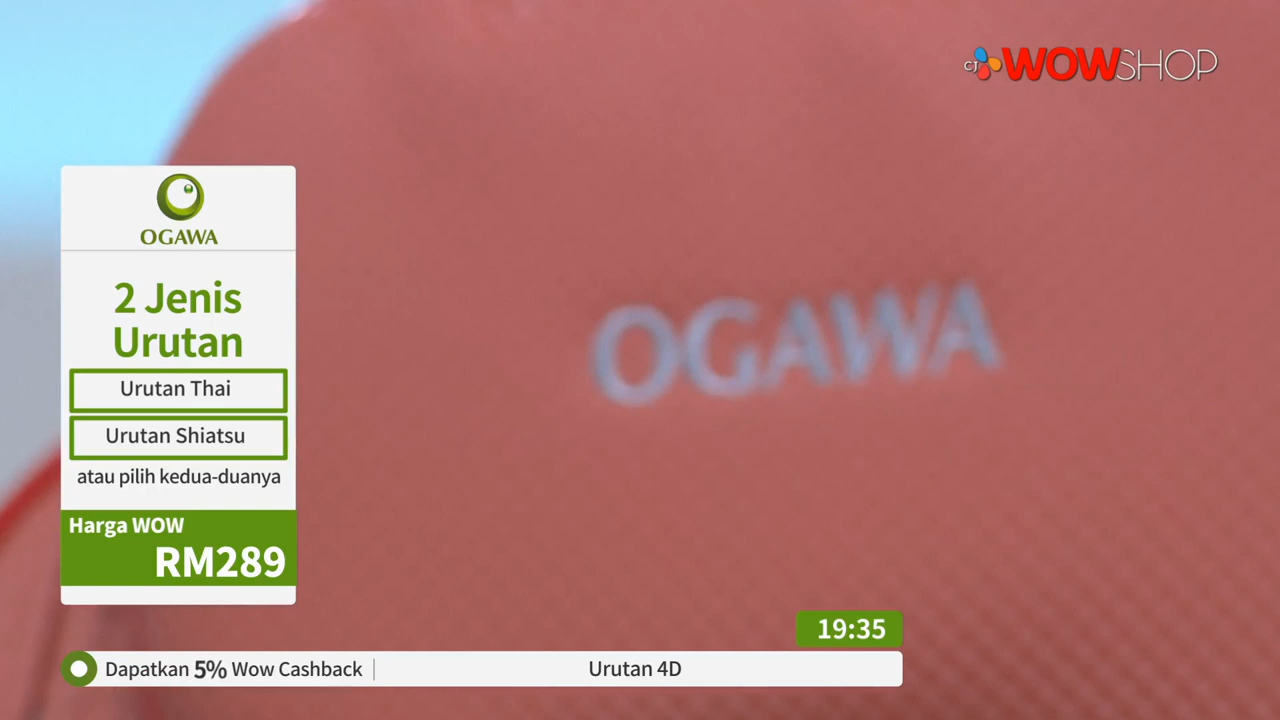 CJ WOWSHOP
OGAWA
2 Jenis
Urutan
Urutan Thai
Urutan Shiatsu
atau pilih kedua-duanya
Harga WOW
RM289
OGAWA
19:35
Dapatkan 5% Wow Cashback
Urutan 4D